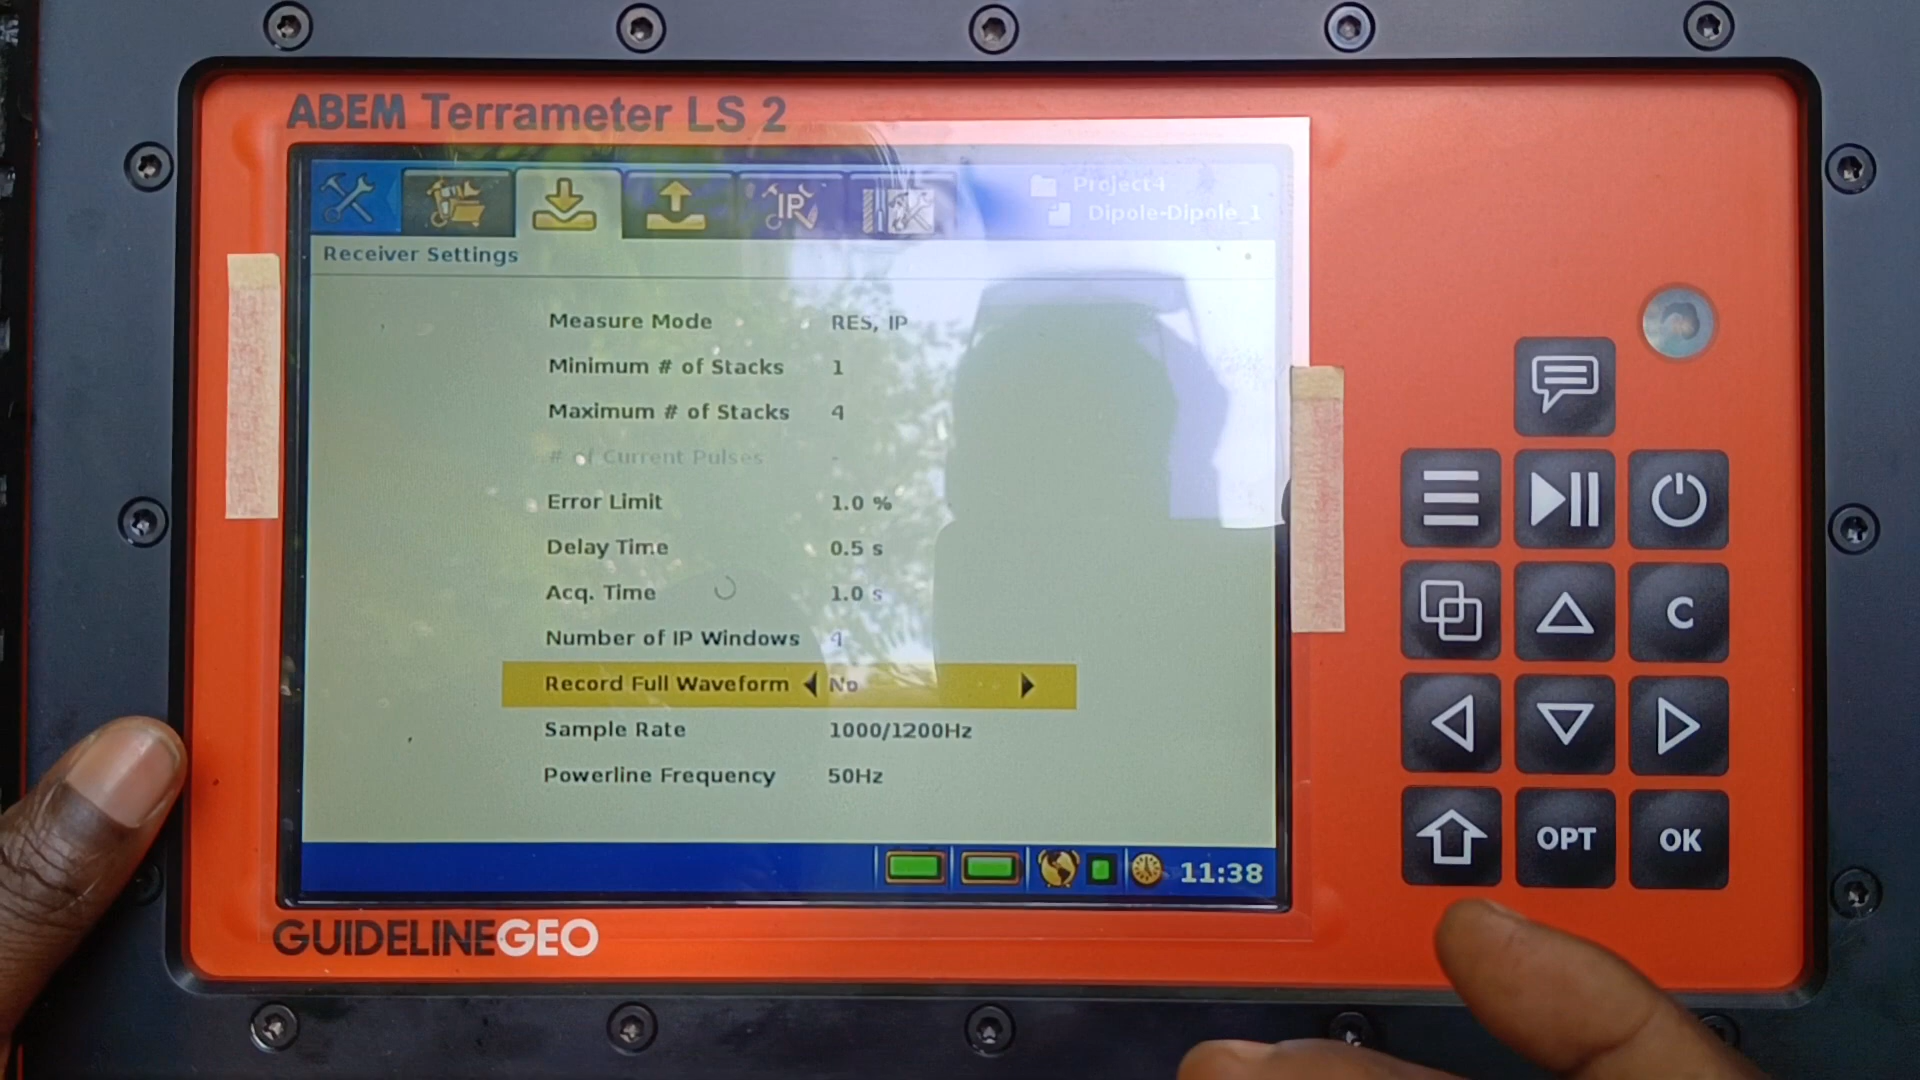 ABEM Terrameter LS 2
IP
Project4
Dipole-Dipole_1
Receiver Settings
Measure Mode RES, IP
Minimum # of Stacks 1
Maximum # of Stacks 4
# of Current Pulses -
Error Limit 1.0 %
Delay Time 0.5 s
Acq. Time 1.0 s
Number of IP Windows 4
Record Full Waveform No
Sample Rate 1000/1200Hz
Powerline Frequency 50Hz
11:38
GUIDELINEGEO
C
OPT OK